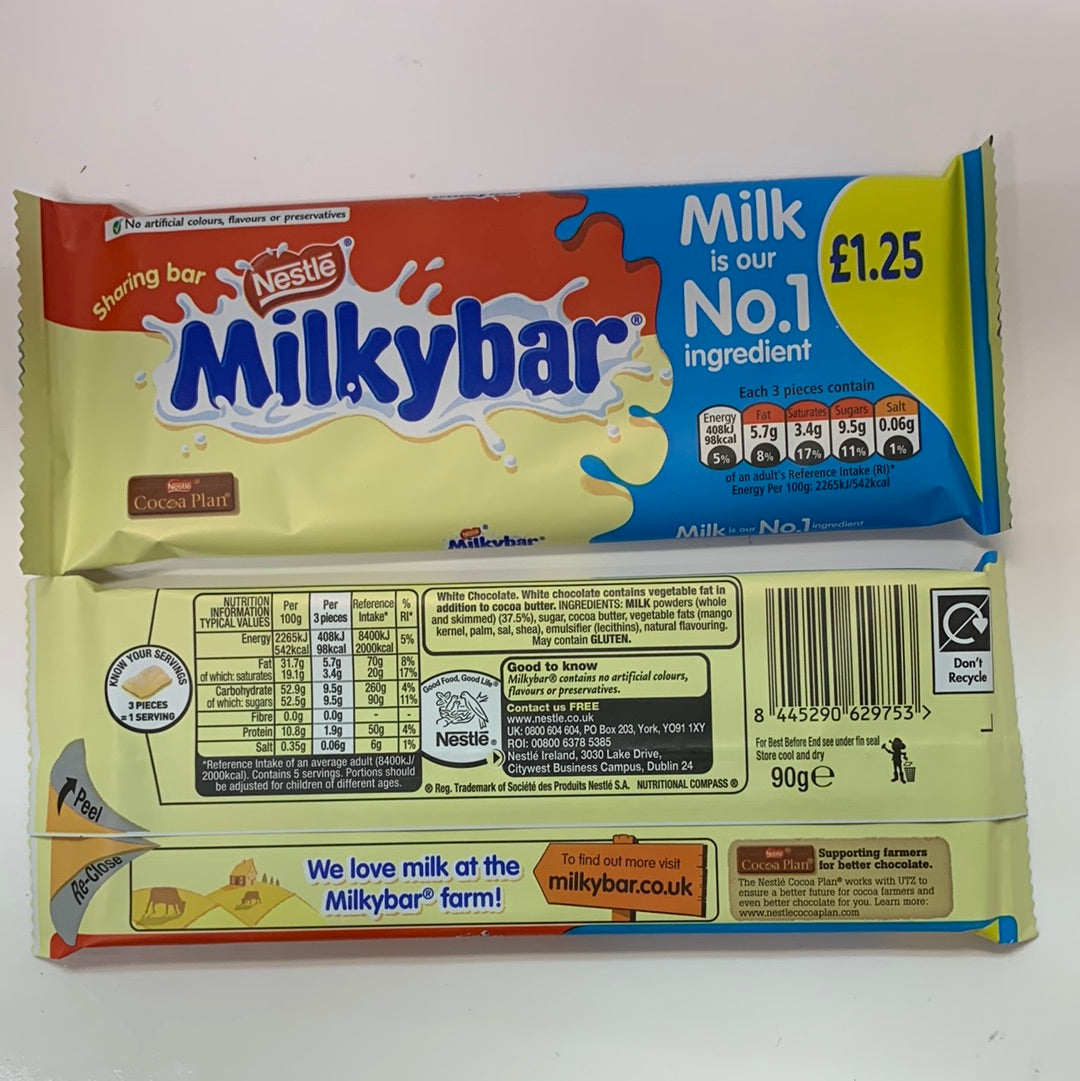 No artificial colours, flavours or preservatives
Sharing bar
Nestlé®
Milkybar®
Nestlé
Cocoa Plan®
Milk
is our
No.1
ingredient
£1.25
Each 3 pieces contain
Energy Fat Saturates Sugars Salt
408kJ 98kcal 5.7g 3.4g 9.5g 0.06g
5% 8% 17% 11% 1%
of an adult's Reference Intake (RI)*
Energy Per 100g: 2265kJ/542kcal
Nestlé
Milkybar®
Milk is our No.1 ingredient
KNOW YOUR SERVINGS
3 PIECES
= 1 SERVING
NUTRITION INFORMATION TYPICAL VALUES Per 100g Per 3 pieces Reference Intake* % RI*
Energy 2265kJ 408kJ 8400kJ 5%
542kcal 98kcal 2000kcal
Fat 31.7g 5.7g 70g 8%
of which: saturates 19.1g 3.4g 20g 17%
Carbohydrate 52.9g 9.5g 260g 4%
of which: sugars 52.5g 9.5g 90g 11%
Fibre 0.0g 0.0g - -
Protein 10.8g 1.9g 50g 4%
Salt 0.35g 0.06g 6g 1%
*Reference Intake of an average adult (8400kJ/
2000kcal). Contains 5 servings. Portions should
be adjusted for children of different ages.
White Chocolate. White chocolate contains vegetable fat in
addition to cocoa butter. INGREDIENTS: MILK powders (whole
and skimmed) (37.5%), sugar, cocoa butter, vegetable fats (mango
kernel, palm, sal, shea), emulsifier (lecithins), natural flavouring.
May contain GLUTEN.
Good Food, Good Life®
Nestlé®
Good to know
Milkybar® contains no artificial colours,
flavours or preservatives.
Contact us FREE
www.nestle.co.uk
UK: 0800 604 604, PO Box 203, York, YO91 1XY
ROI: 00800 6378 5385
Nestlé Ireland, 3030 Lake Drive,
Citywest Business Campus, Dublin 24
® Reg. Trademark of Société des Produits Nestlé S.A. NUTRITIONAL COMPASS ®
8 445290 629753 >
For Best Before End see under fin seal
Store cool and dry
90g e
Don't
Recycle
Peel
Re-Close
We love milk at the
Milkybar® farm!
To find out more visit
milkybar.co.uk
Nestlé
Cocoa Plan®
Supporting farmers
for better chocolate.
The Nestlé Cocoa Plan® works with UTZ to
ensure a better future for cocoa farmers and
even better chocolate for you. Learn more:
www.nestlecocoaplan.com